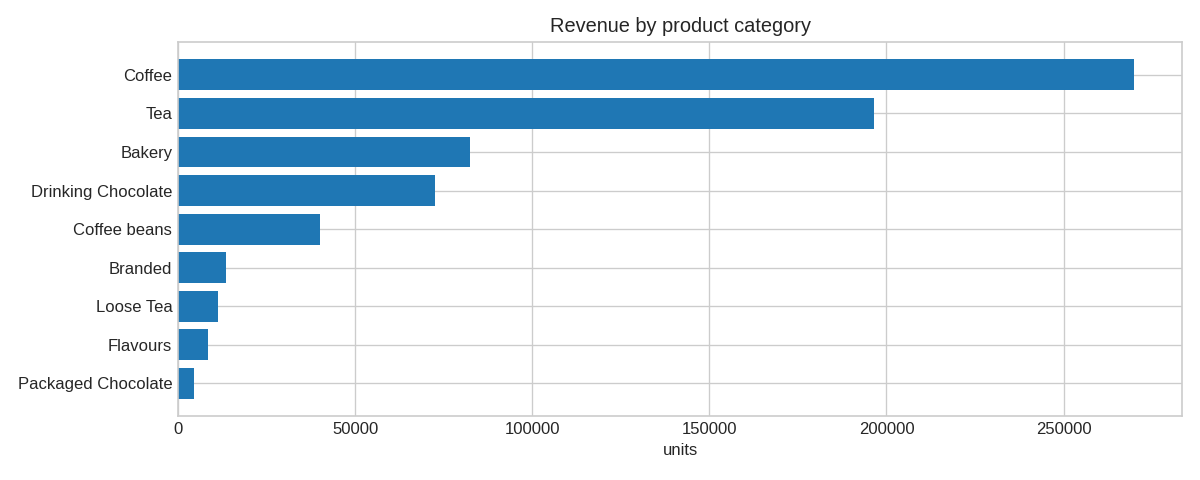 Revenue by product category
Coffee
Tea
Bakery
Drinking Chocolate
Coffee beans
Branded
Loose Tea
Flavours
Packaged Chocolate
0 50000 100000 150000 200000 250000
units